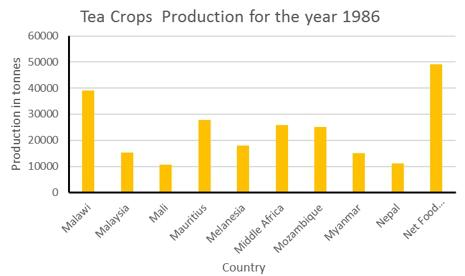 Tea Crops Production for the year 1986
Production in tonnes
60000
50000
40000
30000
20000
10000
0
Malawi
Malaysia
Mali
Mauritius
Melanesia
Middle Africa
Mozambique
Myanmar
Nepal
Net Food...
Country